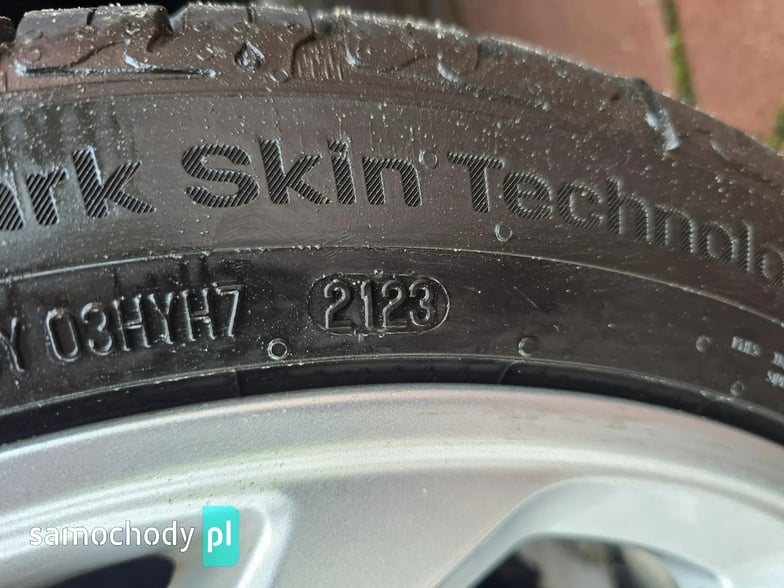 ark Skin Technolo
Y 03HYH7 2123
samochody pl